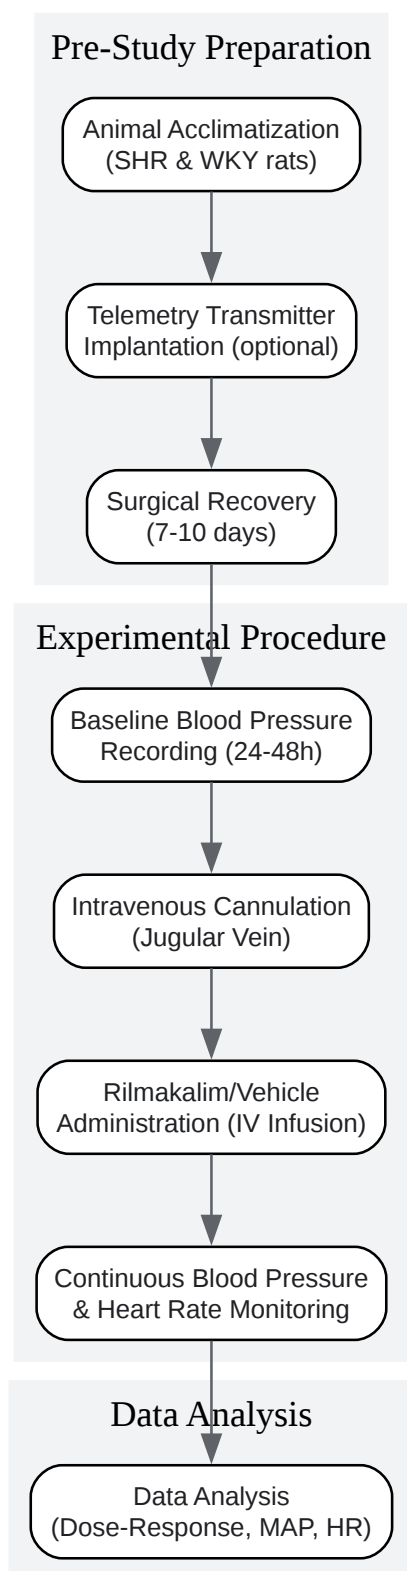 Pre-Study Preparation
Animal Acclimatization
(SHR & WKY rats)
Telemetry Transmitter
Implantation (optional)
Surgical Recovery
(7-10 days)
Experimental Procedure
Baseline Blood Pressure
Recording (24-48h)
Intravenous Cannulation
(Jugular Vein)
Rilmakalim/Vehicle
Administration (IV Infusion)
Continuous Blood Pressure
& Heart Rate Monitoring
Data Analysis
Data Analysis
(Dose-Response, MAP, HR)